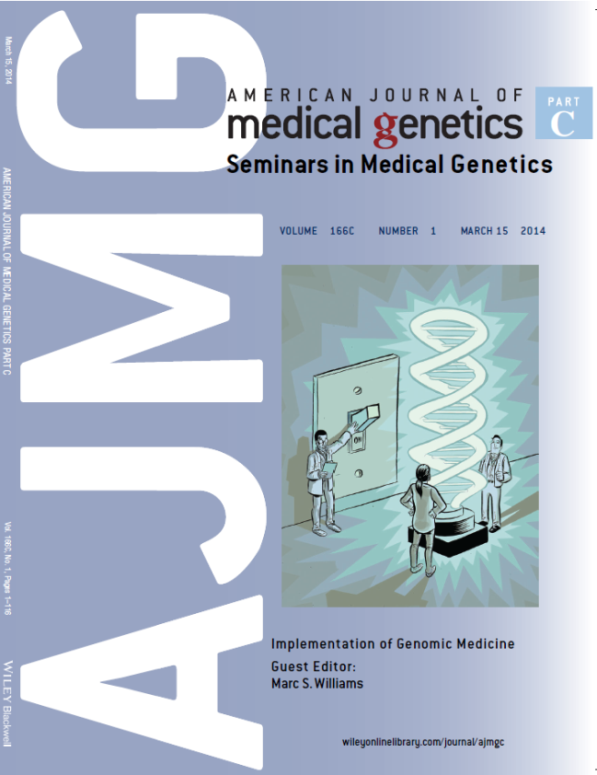 AJMG
March 15, 2014
AMERICAN JOURNAL OF MEDICAL GENETICS PART C
Vol. 166C, No. 1, Pages 1–116
WILEY Blackwell
AMERICAN JOURNAL OF
medical genetics
PART
C
Seminars in Medical Genetics
VOLUME 166C NUMBER 1 MARCH 15 2014
ON
Implementation of Genomic Medicine
Guest Editor:
Marc S. Williams
wileyonlinelibrary.com/journal/ajmgc